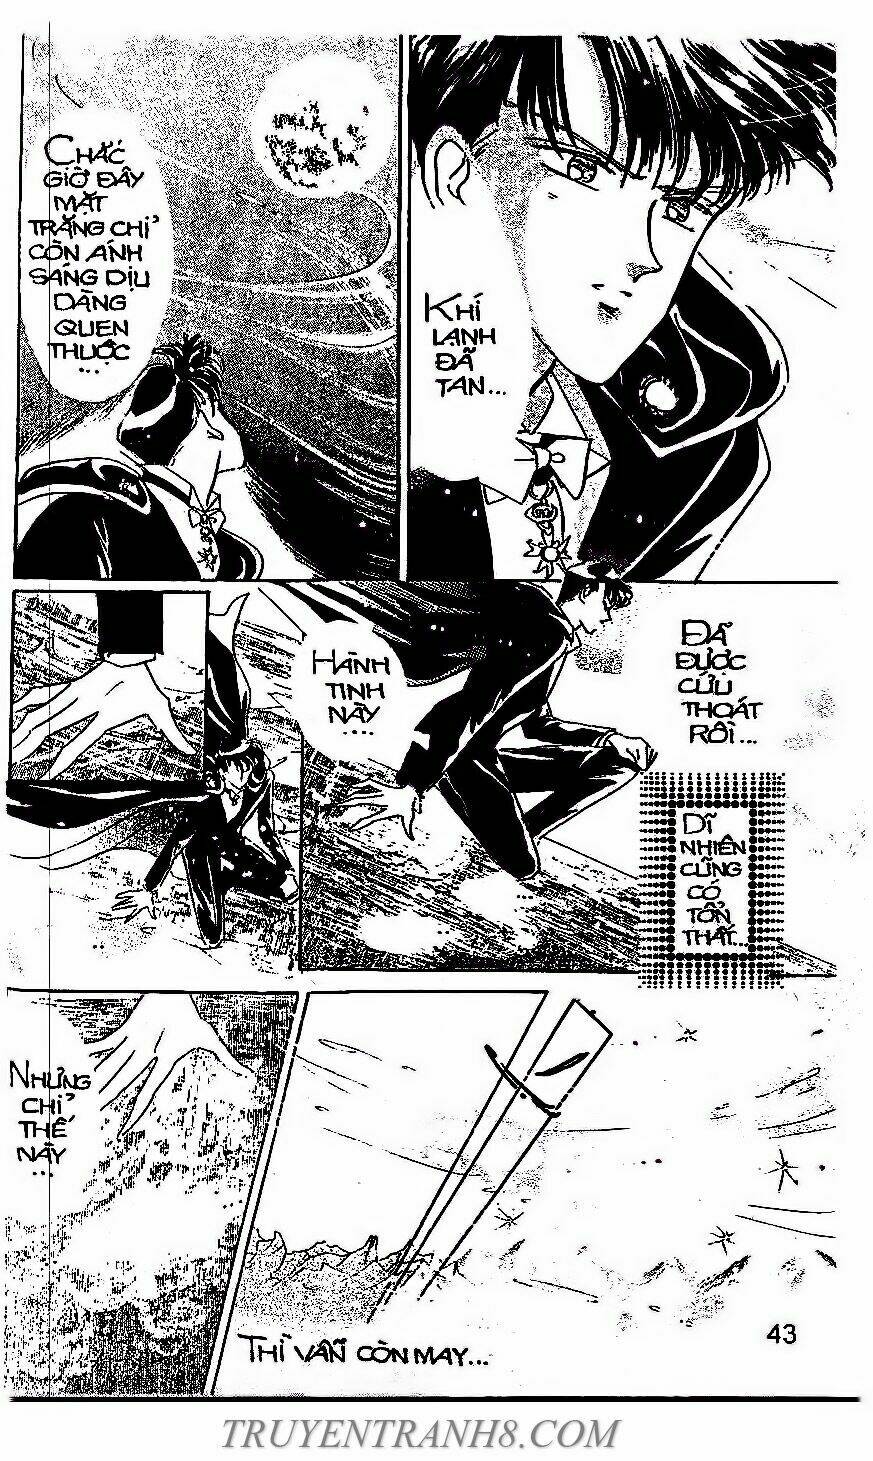 CHẮC
GIỜ ĐÂY
MẶT
TRĂNG CHỈ
CÒN ÁNH
SÁNG DỊU
DÀNG
QUEN
THUỘC
...
KHÍ
LẠNH
ĐÃ
TAN...
HÀNH
TINH
NÀY
....
ĐÃ
ĐƯỢC
CỨU
THOÁT
RỒI...
DĨ
NHIÊN
CŨNG
CÓ
TỔN
THẤT...
NHƯNG
CHỈ
THẾ
NÀY
...
THÌ VẪN CÒN MAY...
43
TRUYENTRANH8.COM